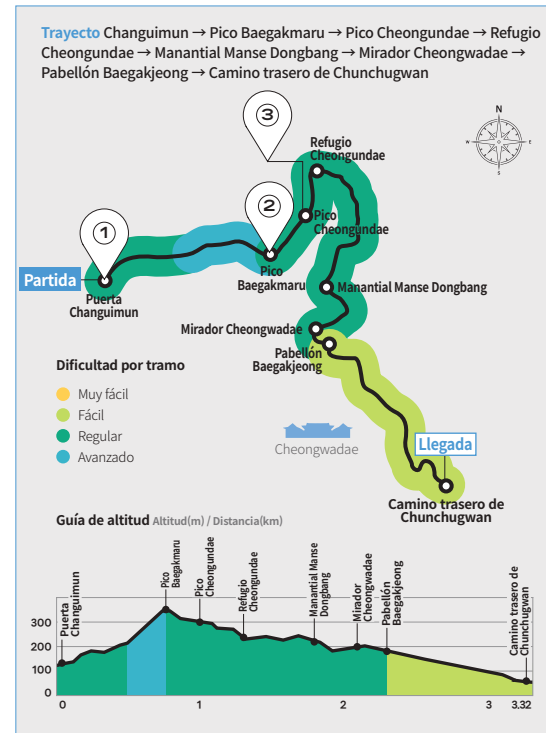 Trayecto Changuimun → Pico Baegakmaru → Pico Cheongundae → Refugio
Cheongundae → Manantial Manse Dongbang → Mirador Cheongwadae →
Pabellón Baegakjeong → Camino trasero de Chunchugwan
N
W
E
S
3
Refugio
Cheongundae
2
1
Pico
Cheongundae
Partida
Pico
Baegakmaru
Puerta
Changuimun
Manantial Manse Dongbang
Mirador Cheongwadae
Pabellón
Baegakjeong
Dificultad por tramo
Muy fácil
Fácil
Regular
Avanzado
Cheongwadae
Llegada
Camino trasero de
Chunchugwan
Guía de altitud Altitud(m) / Distancia(km)
Puerta
Changuimun
Pico
Baegakmaru
Pico
Cheongundae
Refugio
Cheongundae
Manantial Manse
Dongbang
Mirador
Cheongwadae
Pabellón
Baegakjeong
Camino trasero de
Chunchugwan
300
200
100
0
0
1
2
3
3.32